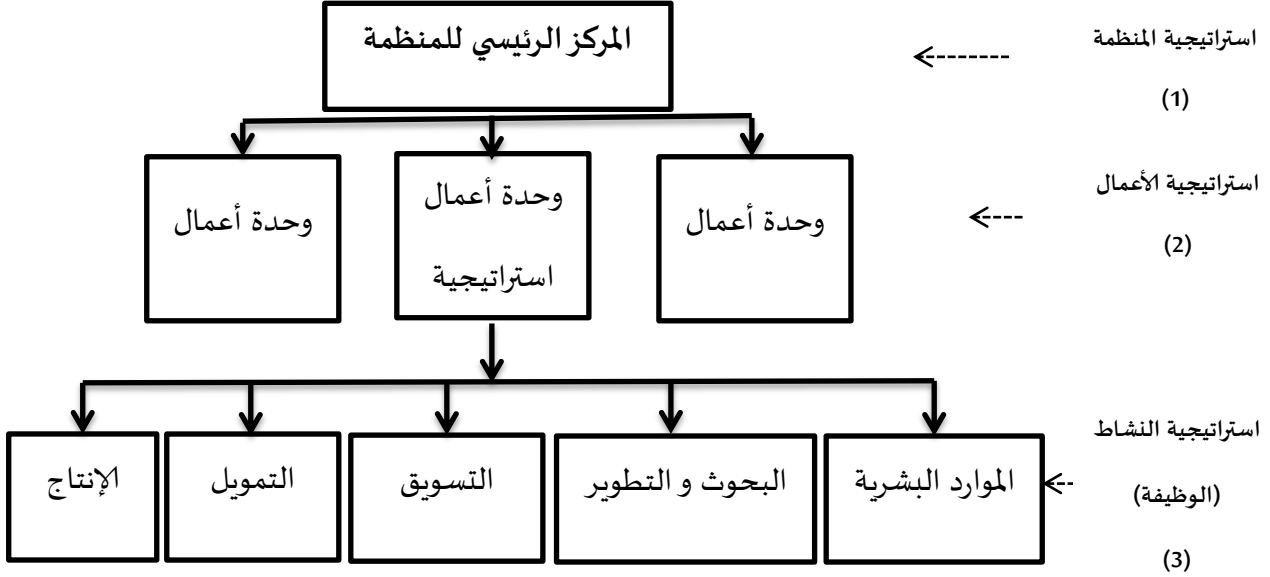 المركز الرئيسي للمنظمة
استراتيجية المنظمة
(1)
وحدة أعمال
وحدة أعمال
استراتيجية
وحدة أعمال
استراتيجية الأعمال
(2)
الموارد البشرية
البحوث و التطوير
التسويق
التمويل
الإنتاج
استراتيجية النشاط
(الوظيفة)
(3)